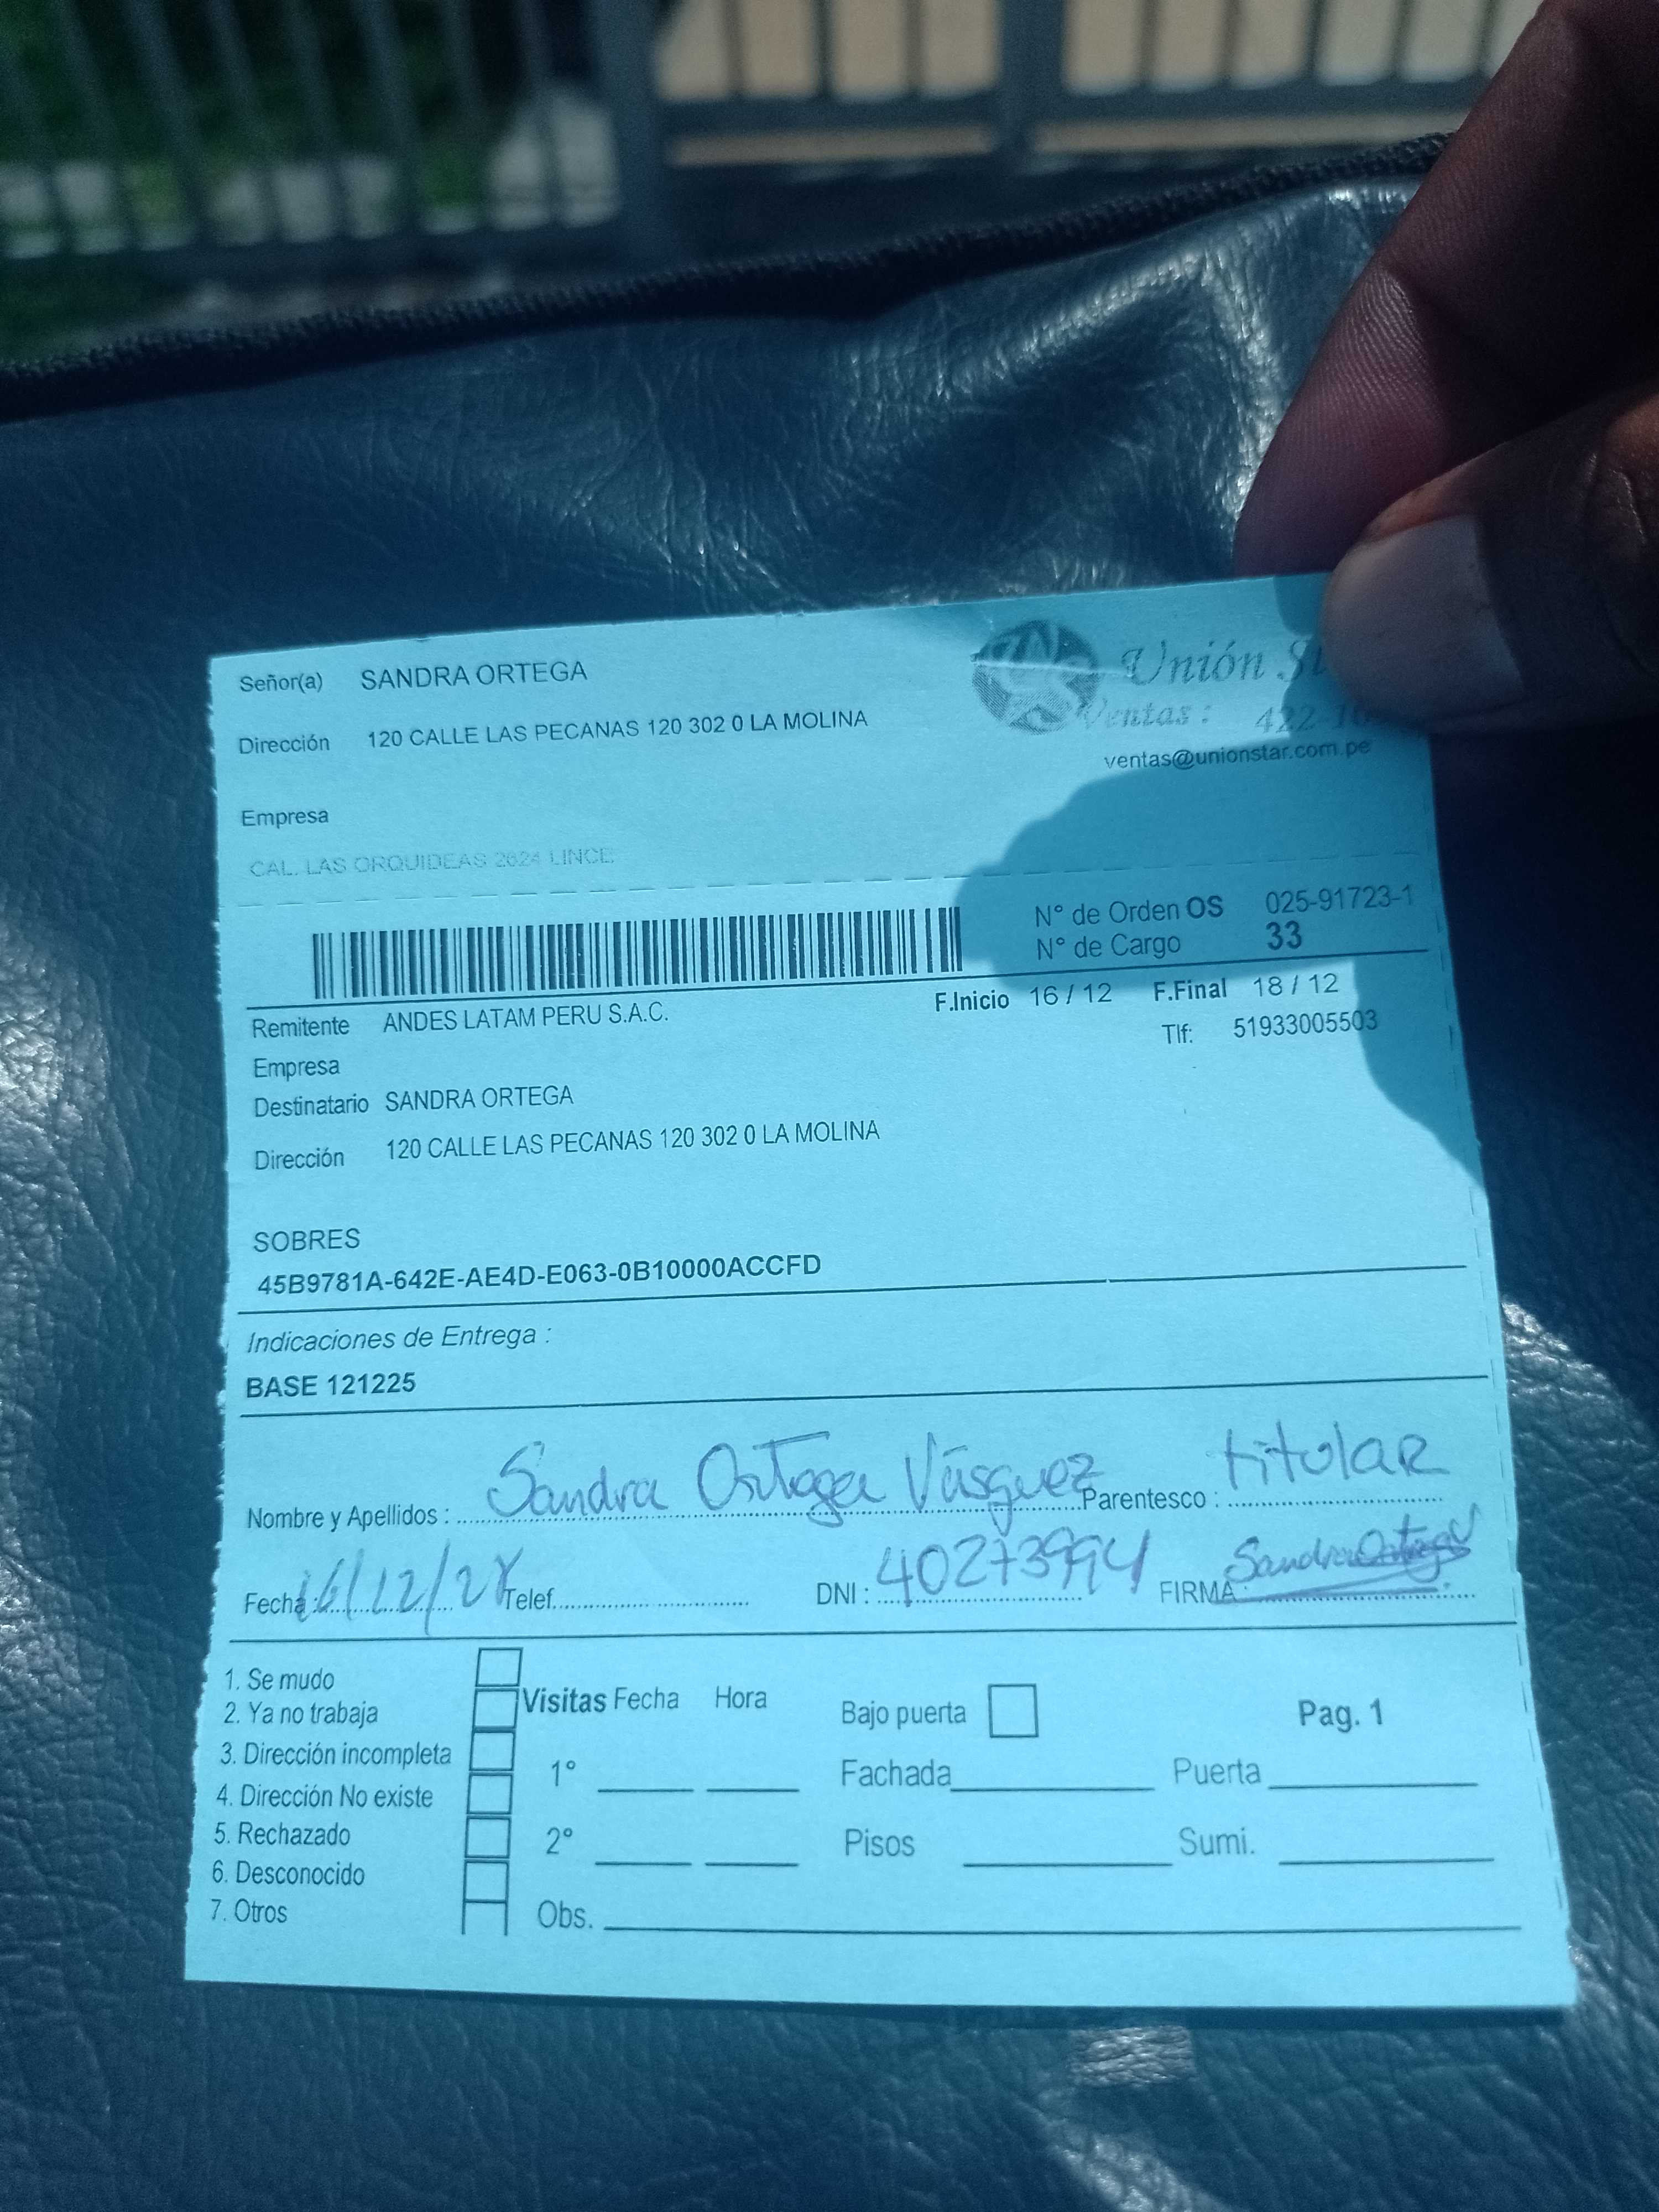 Señor(a) SANDRA ORTEGA
Unión
Dirección 120 CALLE LAS PECANAS 120 302 0 LA MOLINA
Ventas : 422
ventas@unionstar.com.pe
Empresa
CAL. LAS ORQUIDEAS 2624 LINCE
N° de Orden OS 025-91723-1
N° de Cargo 33
Remitente ANDES LATAM PERU S.A.C. F.Inicio 16 / 12 F.Final 18 / 12
Tlf: 51933005503
Empresa
Destinatario SANDRA ORTEGA
Dirección 120 CALLE LAS PECANAS 120 302 0 LA MOLINA
SOBRES
45B9781A-642E-AE4D-E063-0B10000ACCFD
Indicaciones de Entrega :
BASE 121225
Nombre y Apellidos : Sandra Ortega Vásquez Parentesco : titular
Fecha : 16/12/ Telef. DNI : 40273994 FIRMA : Sandra Ortega V
1. Se mudo
2. Ya no trabaja
3. Dirección incompleta
4. Dirección No existe
5. Rechazado
6. Desconocido
7. Otros
Visitas Fecha Hora
1°
2°
Obs.
Bajo puerta
Fachada
Pisos
Pag. 1
Puerta
Sumi.